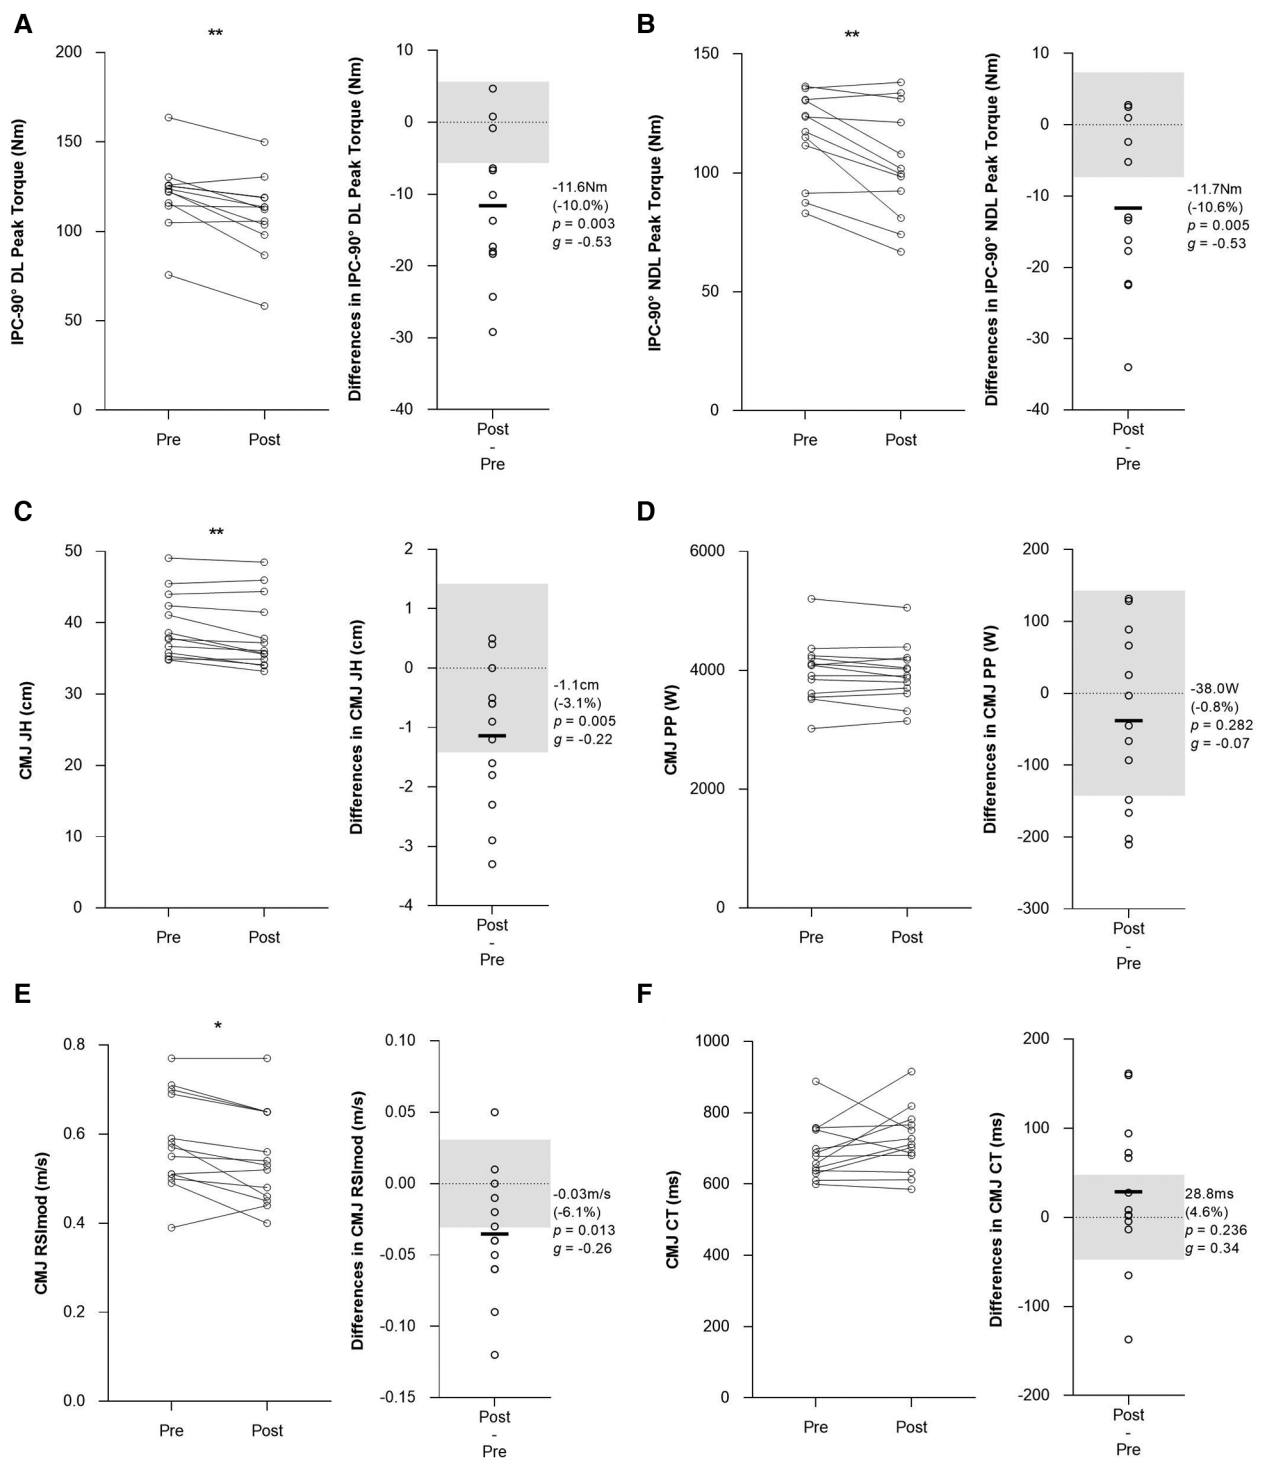 A
**
IPC-90° DL Peak Torque (Nm)
200
150
100
50
0
Pre
Post
Differences in IPC-90° DL Peak Torque (Nm)
10
0
-10
-20
-30
-40
Post
-
Pre
-11.6Nm
(-10.0%)
p = 0.003
g = -0.53
B
**
IPC-90° NDL Peak Torque (Nm)
150
100
50
0
Pre
Post
Differences in IPC-90° NDL Peak Torque (Nm)
10
0
-10
-20
-30
-40
Post
-
Pre
-11.7Nm
(-10.6%)
p = 0.005
g = -0.53
C
**
CMJ JH (cm)
50
40
30
20
10
0
Pre
Post
Differences in CMJ JH (cm)
2
1
0
-1
-2
-3
-4
Post
-
Pre
-1.1cm
(-3.1%)
p = 0.005
g = -0.22
D
CMJ PP (W)
6000
4000
2000
0
Pre
Post
Differences in CMJ PP (W)
200
100
0
-100
-200
-300
Post
-
Pre
-38.0W
(-0.8%)
p = 0.282
g = -0.07
E
*
CMJ RSImod (m/s)
0.8
0.6
0.4
0.2
0.0
Pre
Post
Differences in CMJ RSImod (m/s)
0.10
0.05
0.00
-0.05
-0.10
-0.15
Post
-
Pre
-0.03m/s
(-6.1%)
p = 0.013
g = -0.26
F
CMJ CT (ms)
1000
800
600
400
200
0
Pre
Post
Differences in CMJ CT (ms)
200
100
0
-100
-200
Post
-
Pre
28.8ms
(4.6%)
p = 0.236
g = 0.34